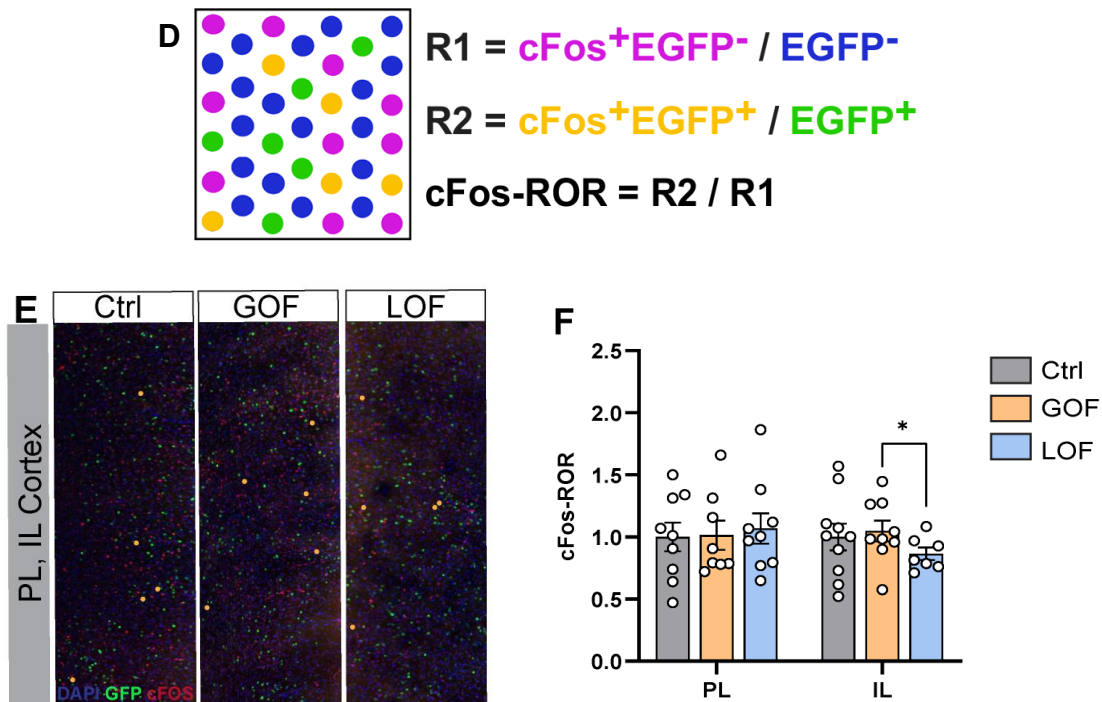 D
R1 = cFos+EGFP- / EGFP-
R2 = cFos+EGFP+ / EGFP+
cFos-ROR = R2 / R1
E
Ctrl GOF LOF
PL, IL Cortex
DAPI GFP cFOS
F
cFos-ROR
2.5
2.0
1.5
1.0
0.5
0.0
*
PL IL
Ctrl
GOF
LOF